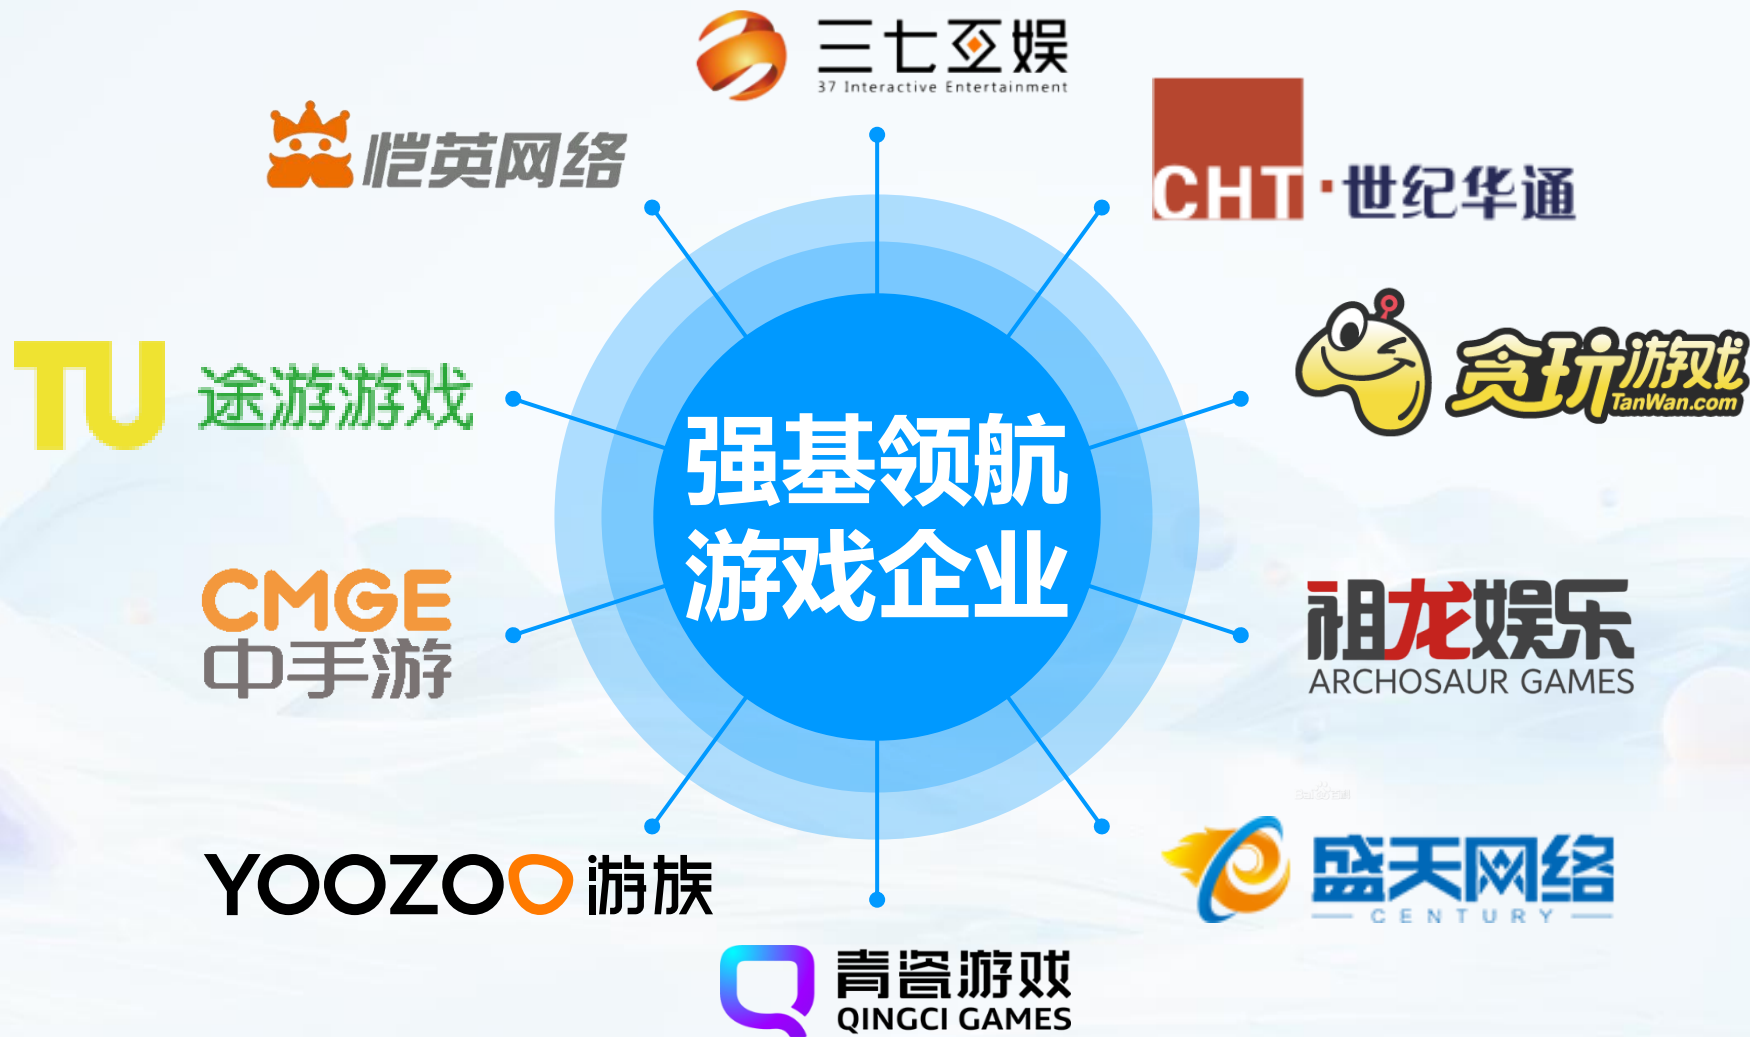 三七互娱
37 Interactive Entertainment
恺英网络
CHT·世纪华通
TU 途游游戏
贪玩游戏
TanWan.com
强基领航
游戏企业
CMGE
中手游
祖龙娱乐
ARCHOSAUR GAMES
YOOZOO 游族
盛天网络
CENTURY
青瓷游戏
QINGCI GAMES